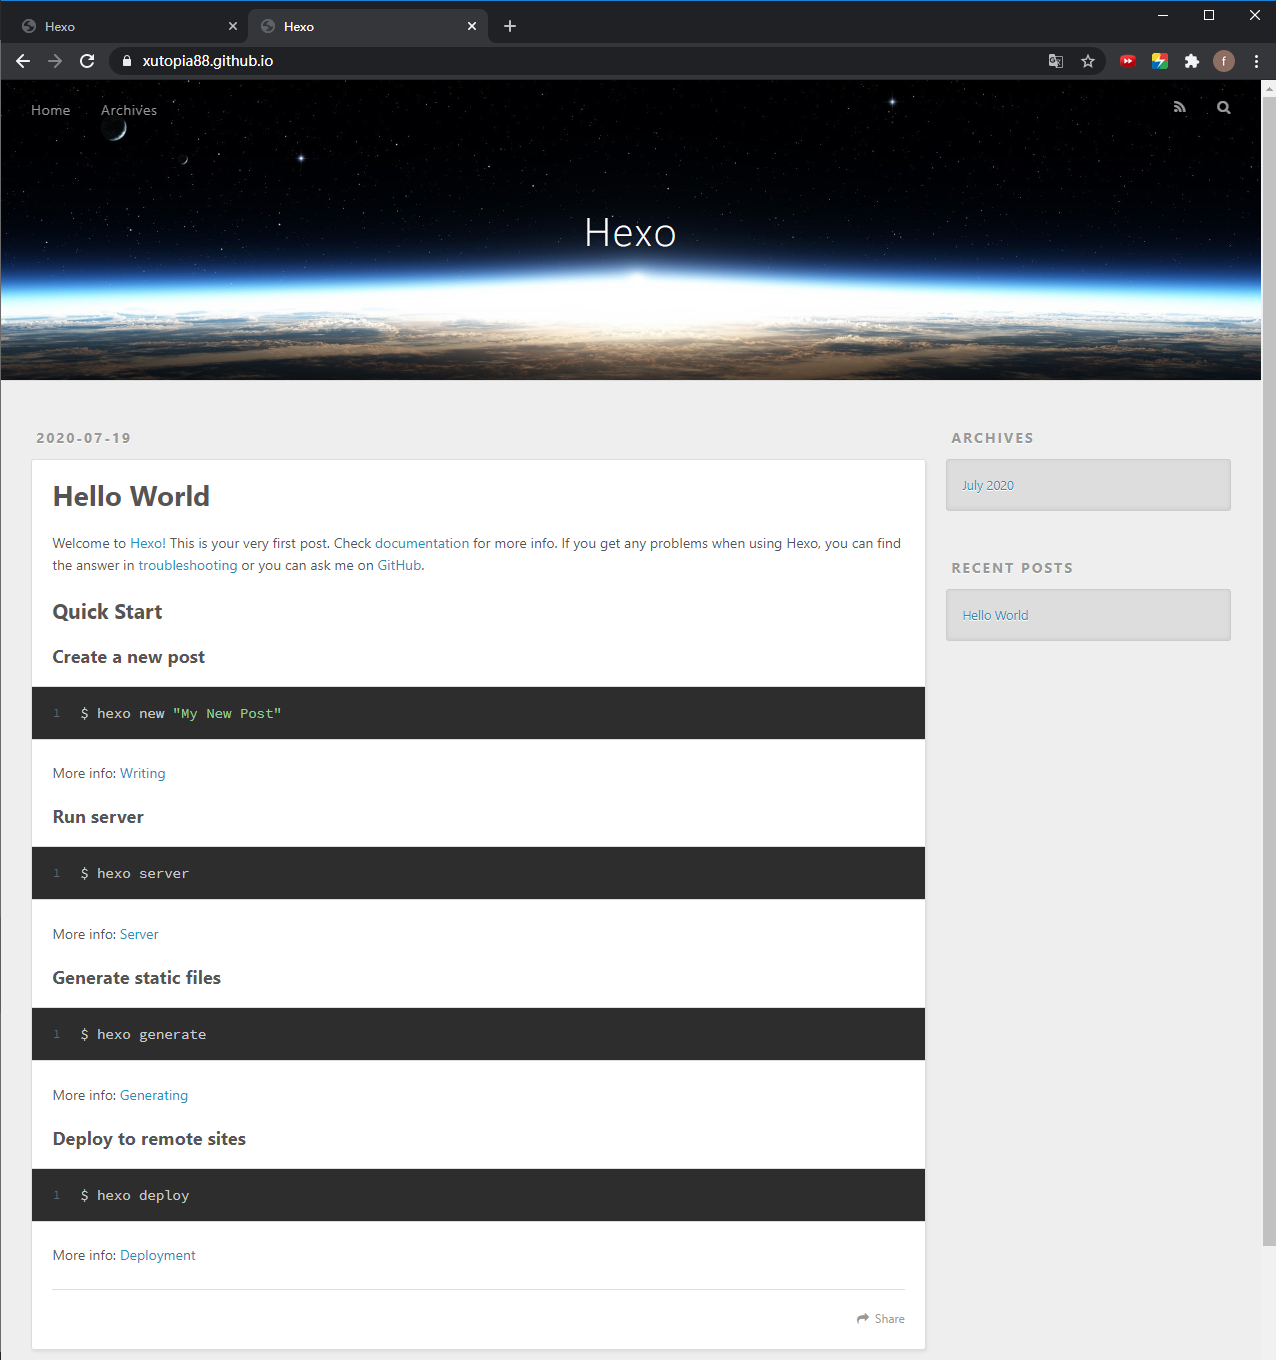 Hexo
Hexo
xutopia88.github.io
f
Home
Archives
Hexo
2020-07-19
Hello World
Welcome to Hexo! This is your very first post. Check documentation for more info. If you get any problems when using Hexo, you can find
the answer in troubleshooting or you can ask me on GitHub.
Quick Start
Create a new post
1 $ hexo new "My New Post"
More info: Writing
Run server
1 $ hexo server
More info: Server
Generate static files
1 $ hexo generate
More info: Generating
Deploy to remote sites
1 $ hexo deploy
More info: Deployment
Share
ARCHIVES
July 2020
RECENT POSTS
Hello World